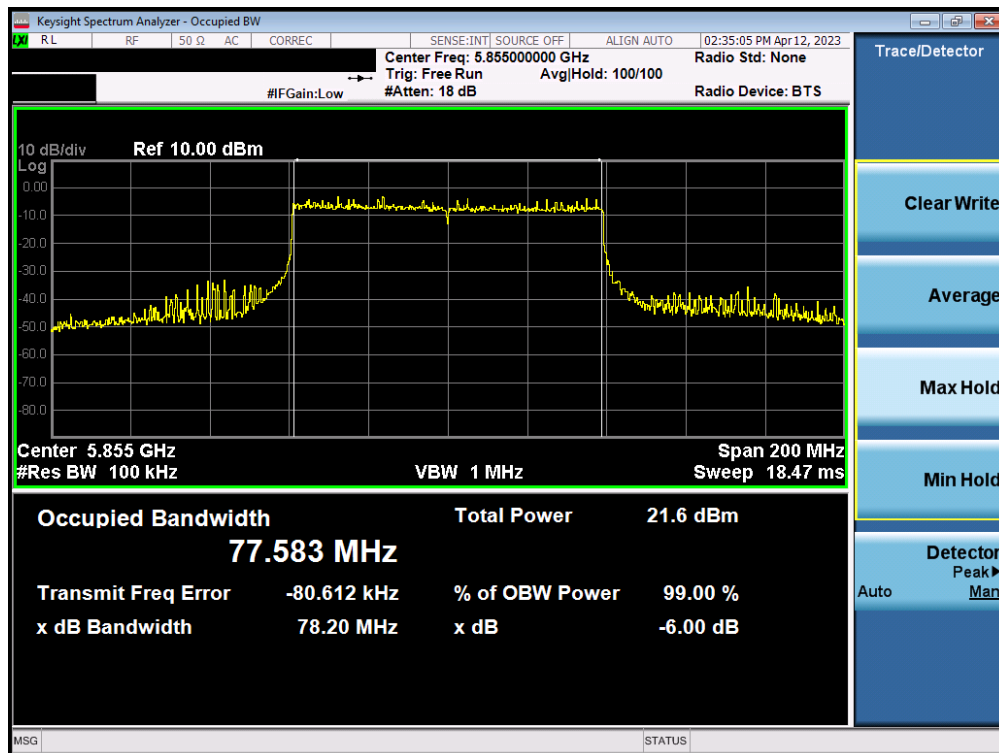 Keysight Spectrum Analyzer - Occupied BW
LXI RL RF 50 Ω AC CORREC SENSE:INT SOURCE OFF ALIGN AUTO 02:35:05 PM Apr 12, 2023
Center Freq: 5.855000000 GHz Radio Std: None
Trig: Free Run Avg|Hold: 100/100
#IFGain:Low #Atten: 18 dB Radio Device: BTS
10 dB/div Ref 10.00 dBm
Log
0.00
-10.0
-20.0
-30.0
-40.0
-50.0
-60.0
-70.0
-80.0
Center 5.855 GHz Span 200 MHz
#Res BW 100 kHz VBW 1 MHz Sweep 18.47 ms
Occupied Bandwidth Total Power 21.6 dBm
77.583 MHz
Transmit Freq Error -80.612 kHz % of OBW Power 99.00 %
x dB Bandwidth 78.20 MHz x dB -6.00 dB
MSG STATUS
Trace/Detector
Clear Write
Average
Max Hold
Min Hold
Detector
Peak▶
Auto Man